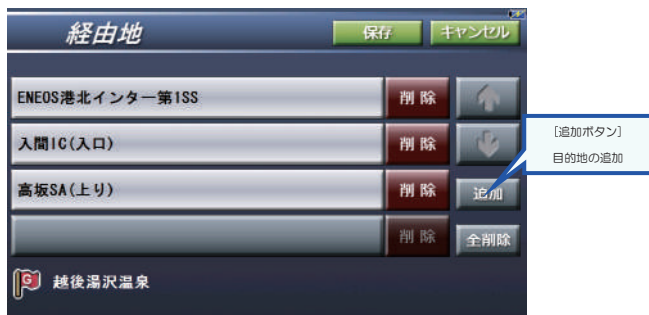 経由地
保存
キャンセル
ENEOS港北インター第1SS
削除
入間IC(入口)
削除
高坂SA(上り)
削除
追加
削除
全削除
G
越後湯沢温泉
[追加ボタン]
目的地の追加